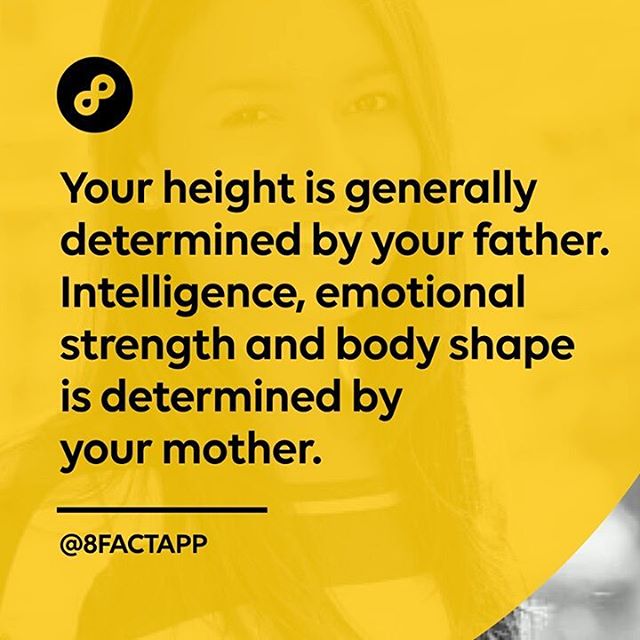 Your height is generally
determined by your father.
Intelligence, emotional
strength and body shape
is determined by
your mother.
@8FACTAPP